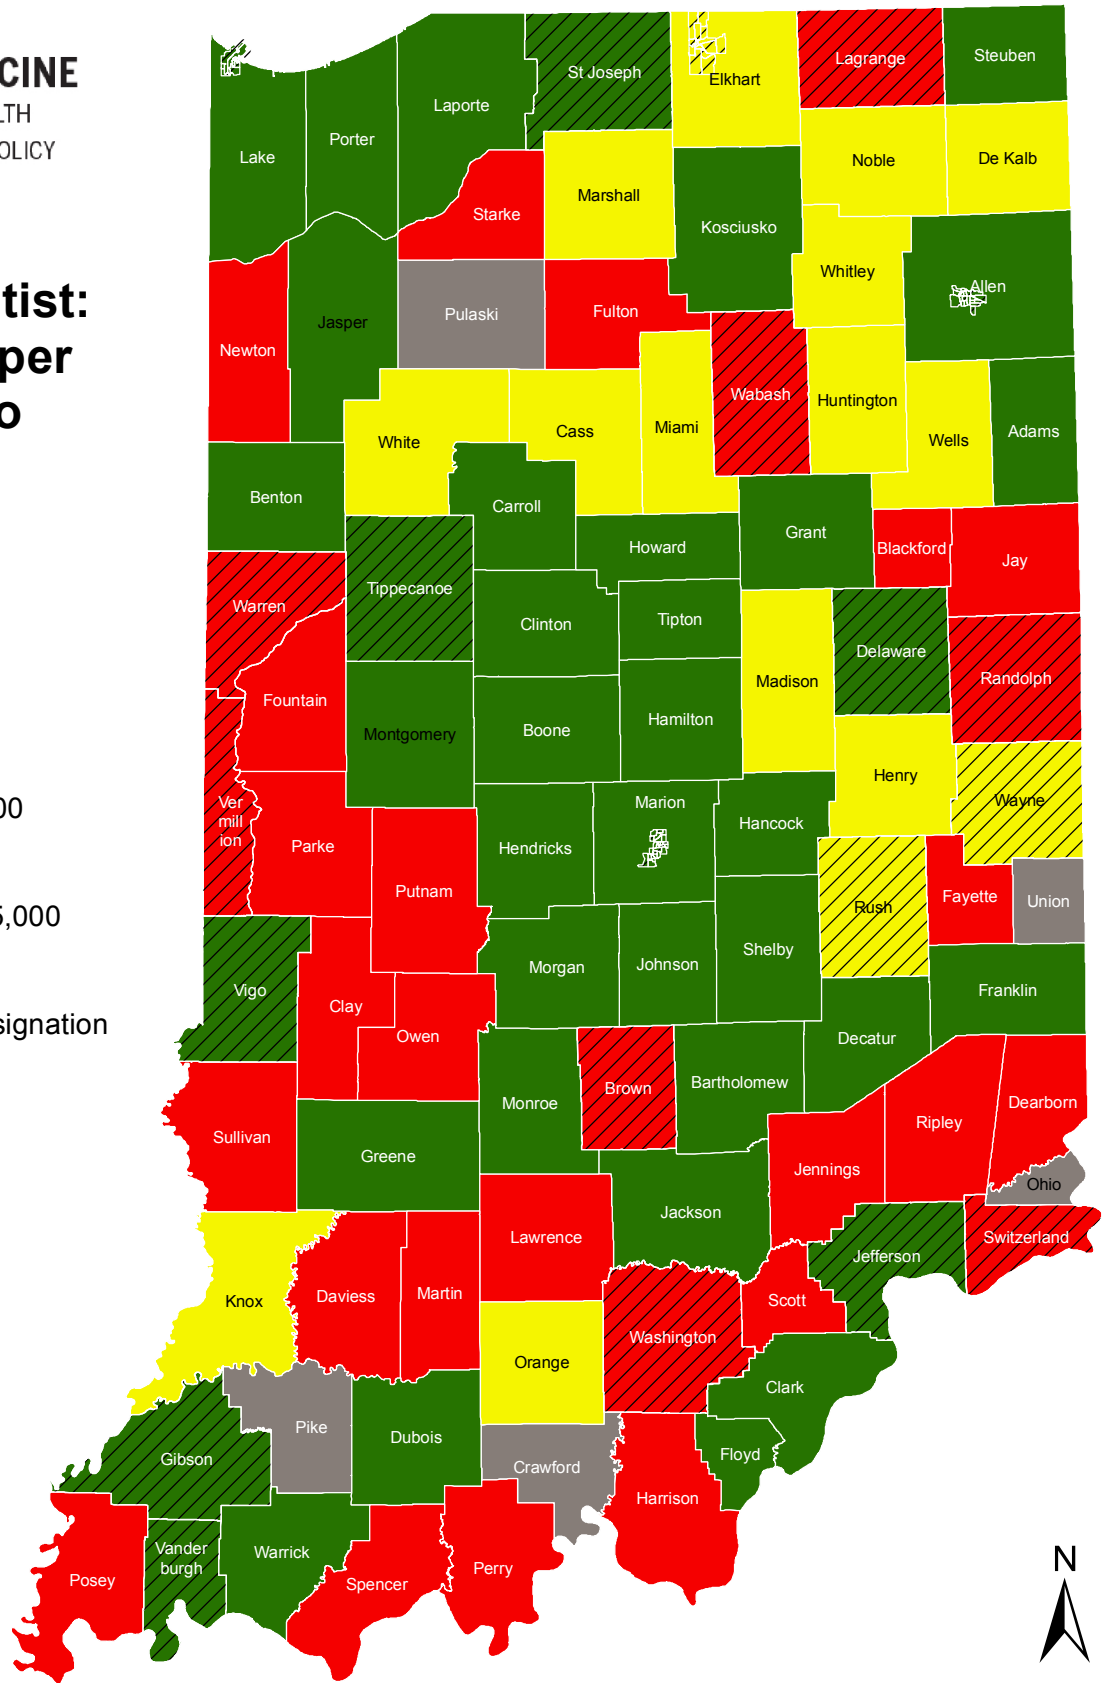 CINE
LTH
OLICY
tist:
per
o
00
5,000
signation
St Joseph
Elkhart
Lagrange
Steuben
Lake
Porter
Laporte
Noble
De Kalb
Starke
Marshall
Kosciusko
Whitley
Allen
Newton
Jasper
Pulaski
Fulton
Wabash
Huntington
White
Cass
Miami
Wells
Adams
Benton
Carroll
Howard
Grant
Blackford
Jay
Warren
Tippecanoe
Clinton
Tipton
Delaware
Randolph
Fountain
Montgomery
Boone
Hamilton
Madison
Henry
Wayne
Ver
mill
ion
Parke
Putnam
Hendricks
Marion
Hancock
Rush
Fayette
Union
Vigo
Clay
Owen
Morgan
Johnson
Shelby
Franklin
Decatur
Sullivan
Greene
Monroe
Brown
Bartholomew
Jennings
Ripley
Dearborn
Ohio
Switzerland
Jefferson
Jackson
Lawrence
Knox
Daviess
Martin
Orange
Washington
Scott
Clark
Floyd
Gibson
Pike
Dubois
Crawford
Harrison
Posey
Vander
burgh
Warrick
Spencer
Perry
N